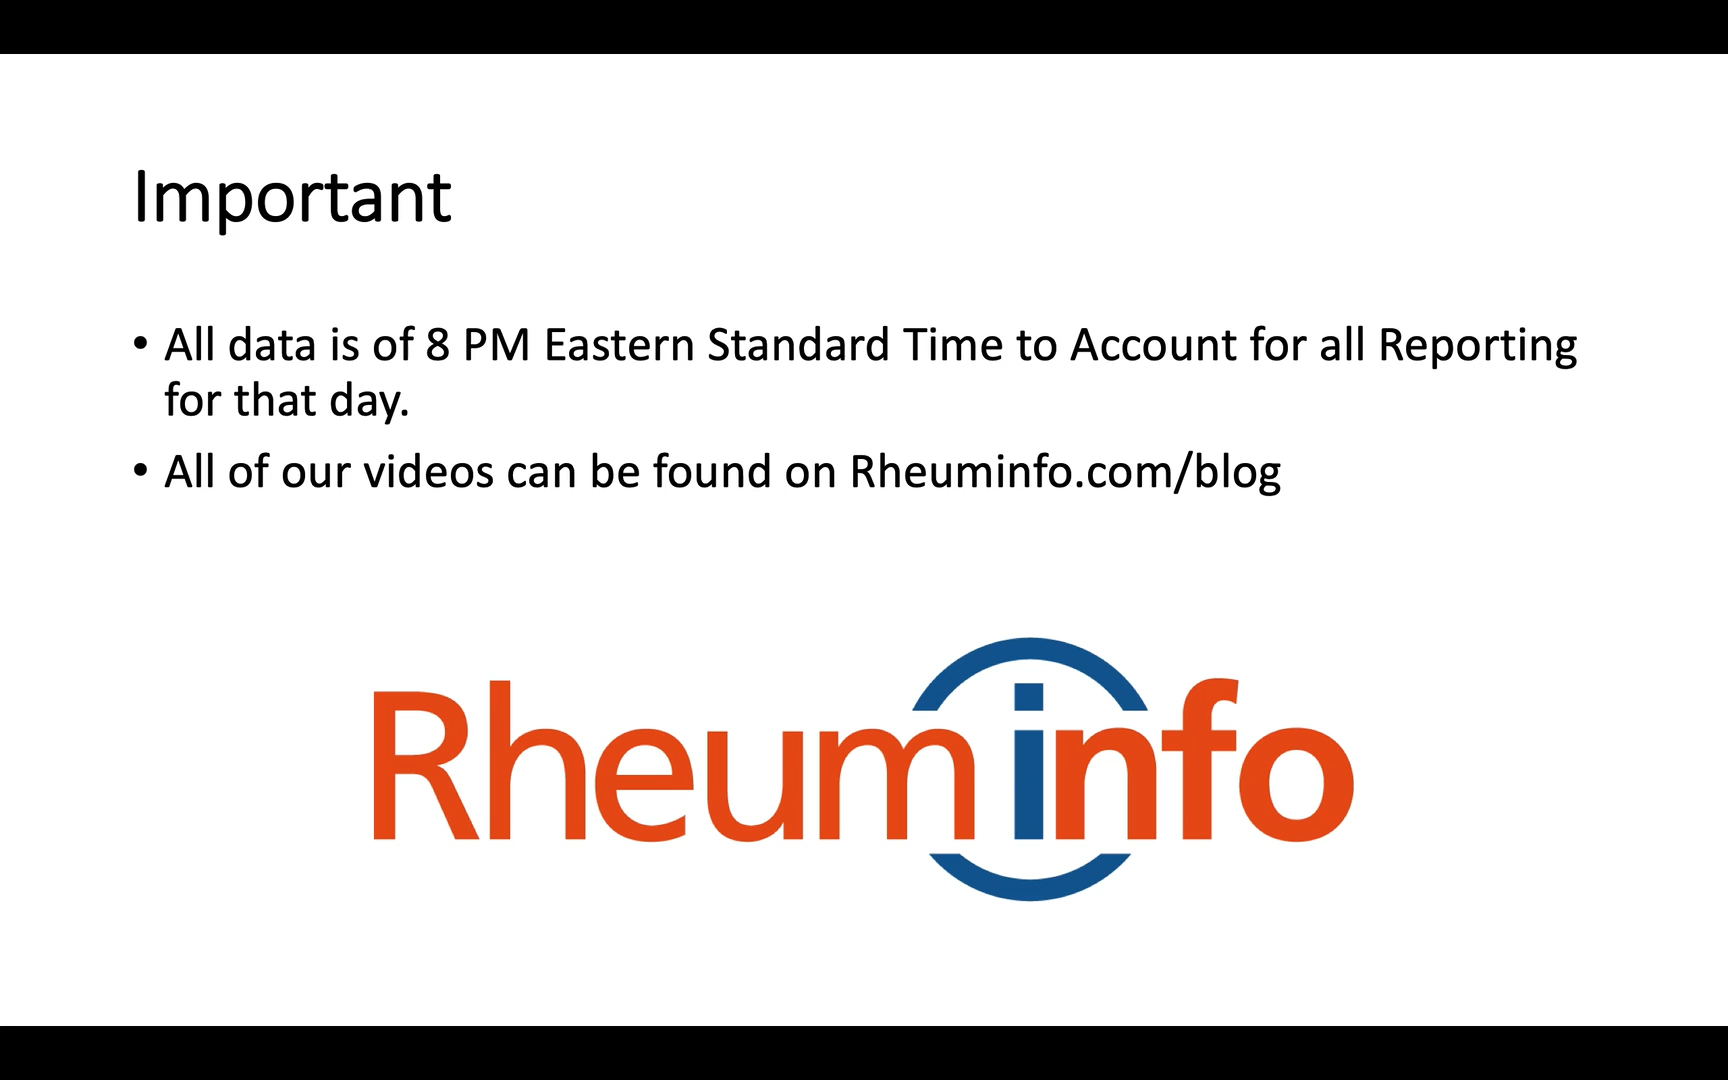 Important
• All data is of 8 PM Eastern Standard Time to Account for all Reporting
for that day.
• All of our videos can be found on Rheuminfo.com/blog
Rheuminfo